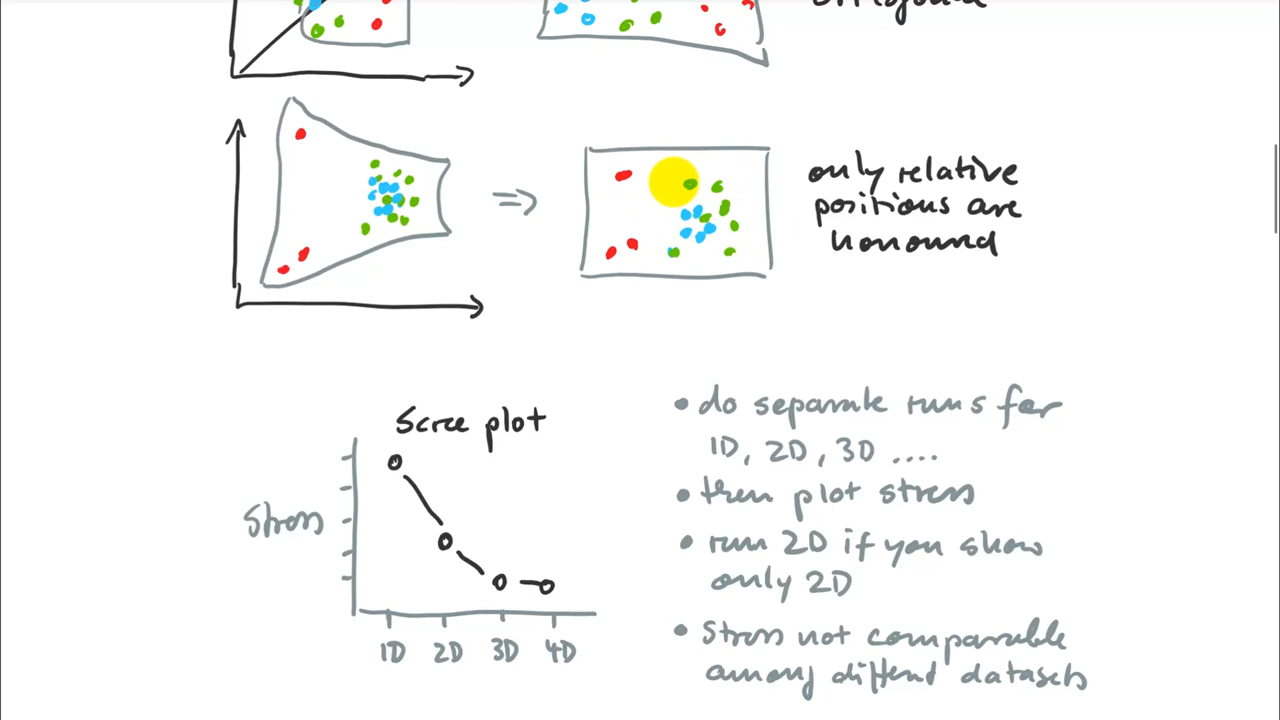 only relative
positions are
honoured
Scree plot
Stress
1D 2D 3D 4D
• do separate runs for
1D, 2D, 3D ....
• then plot stress
• run 2D if you show
only 2D
• Stress not comparable
among different datasets